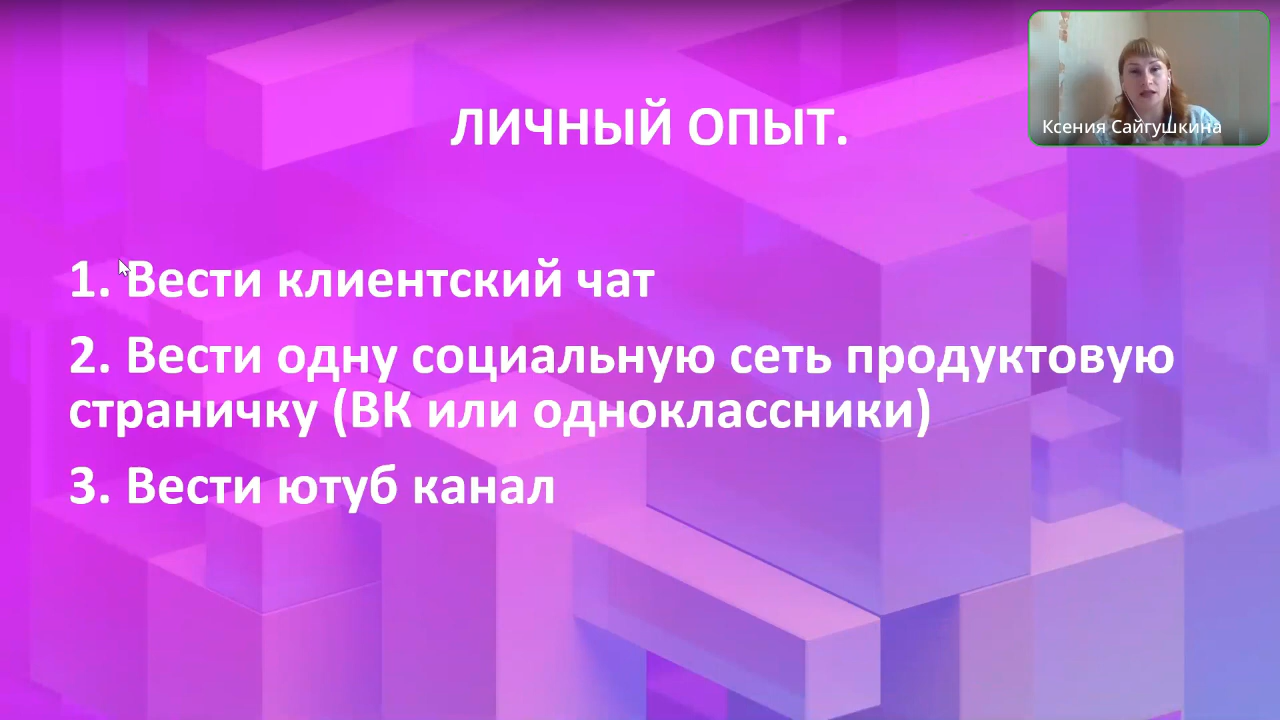 Ксения Сайгушкина
ЛИЧНЫЙ ОПЫТ.
1. Вести клиентский чат
2. Вести одну социальную сеть продуктовую
страничку (ВК или одноклассники)
3. Вести ютуб канал